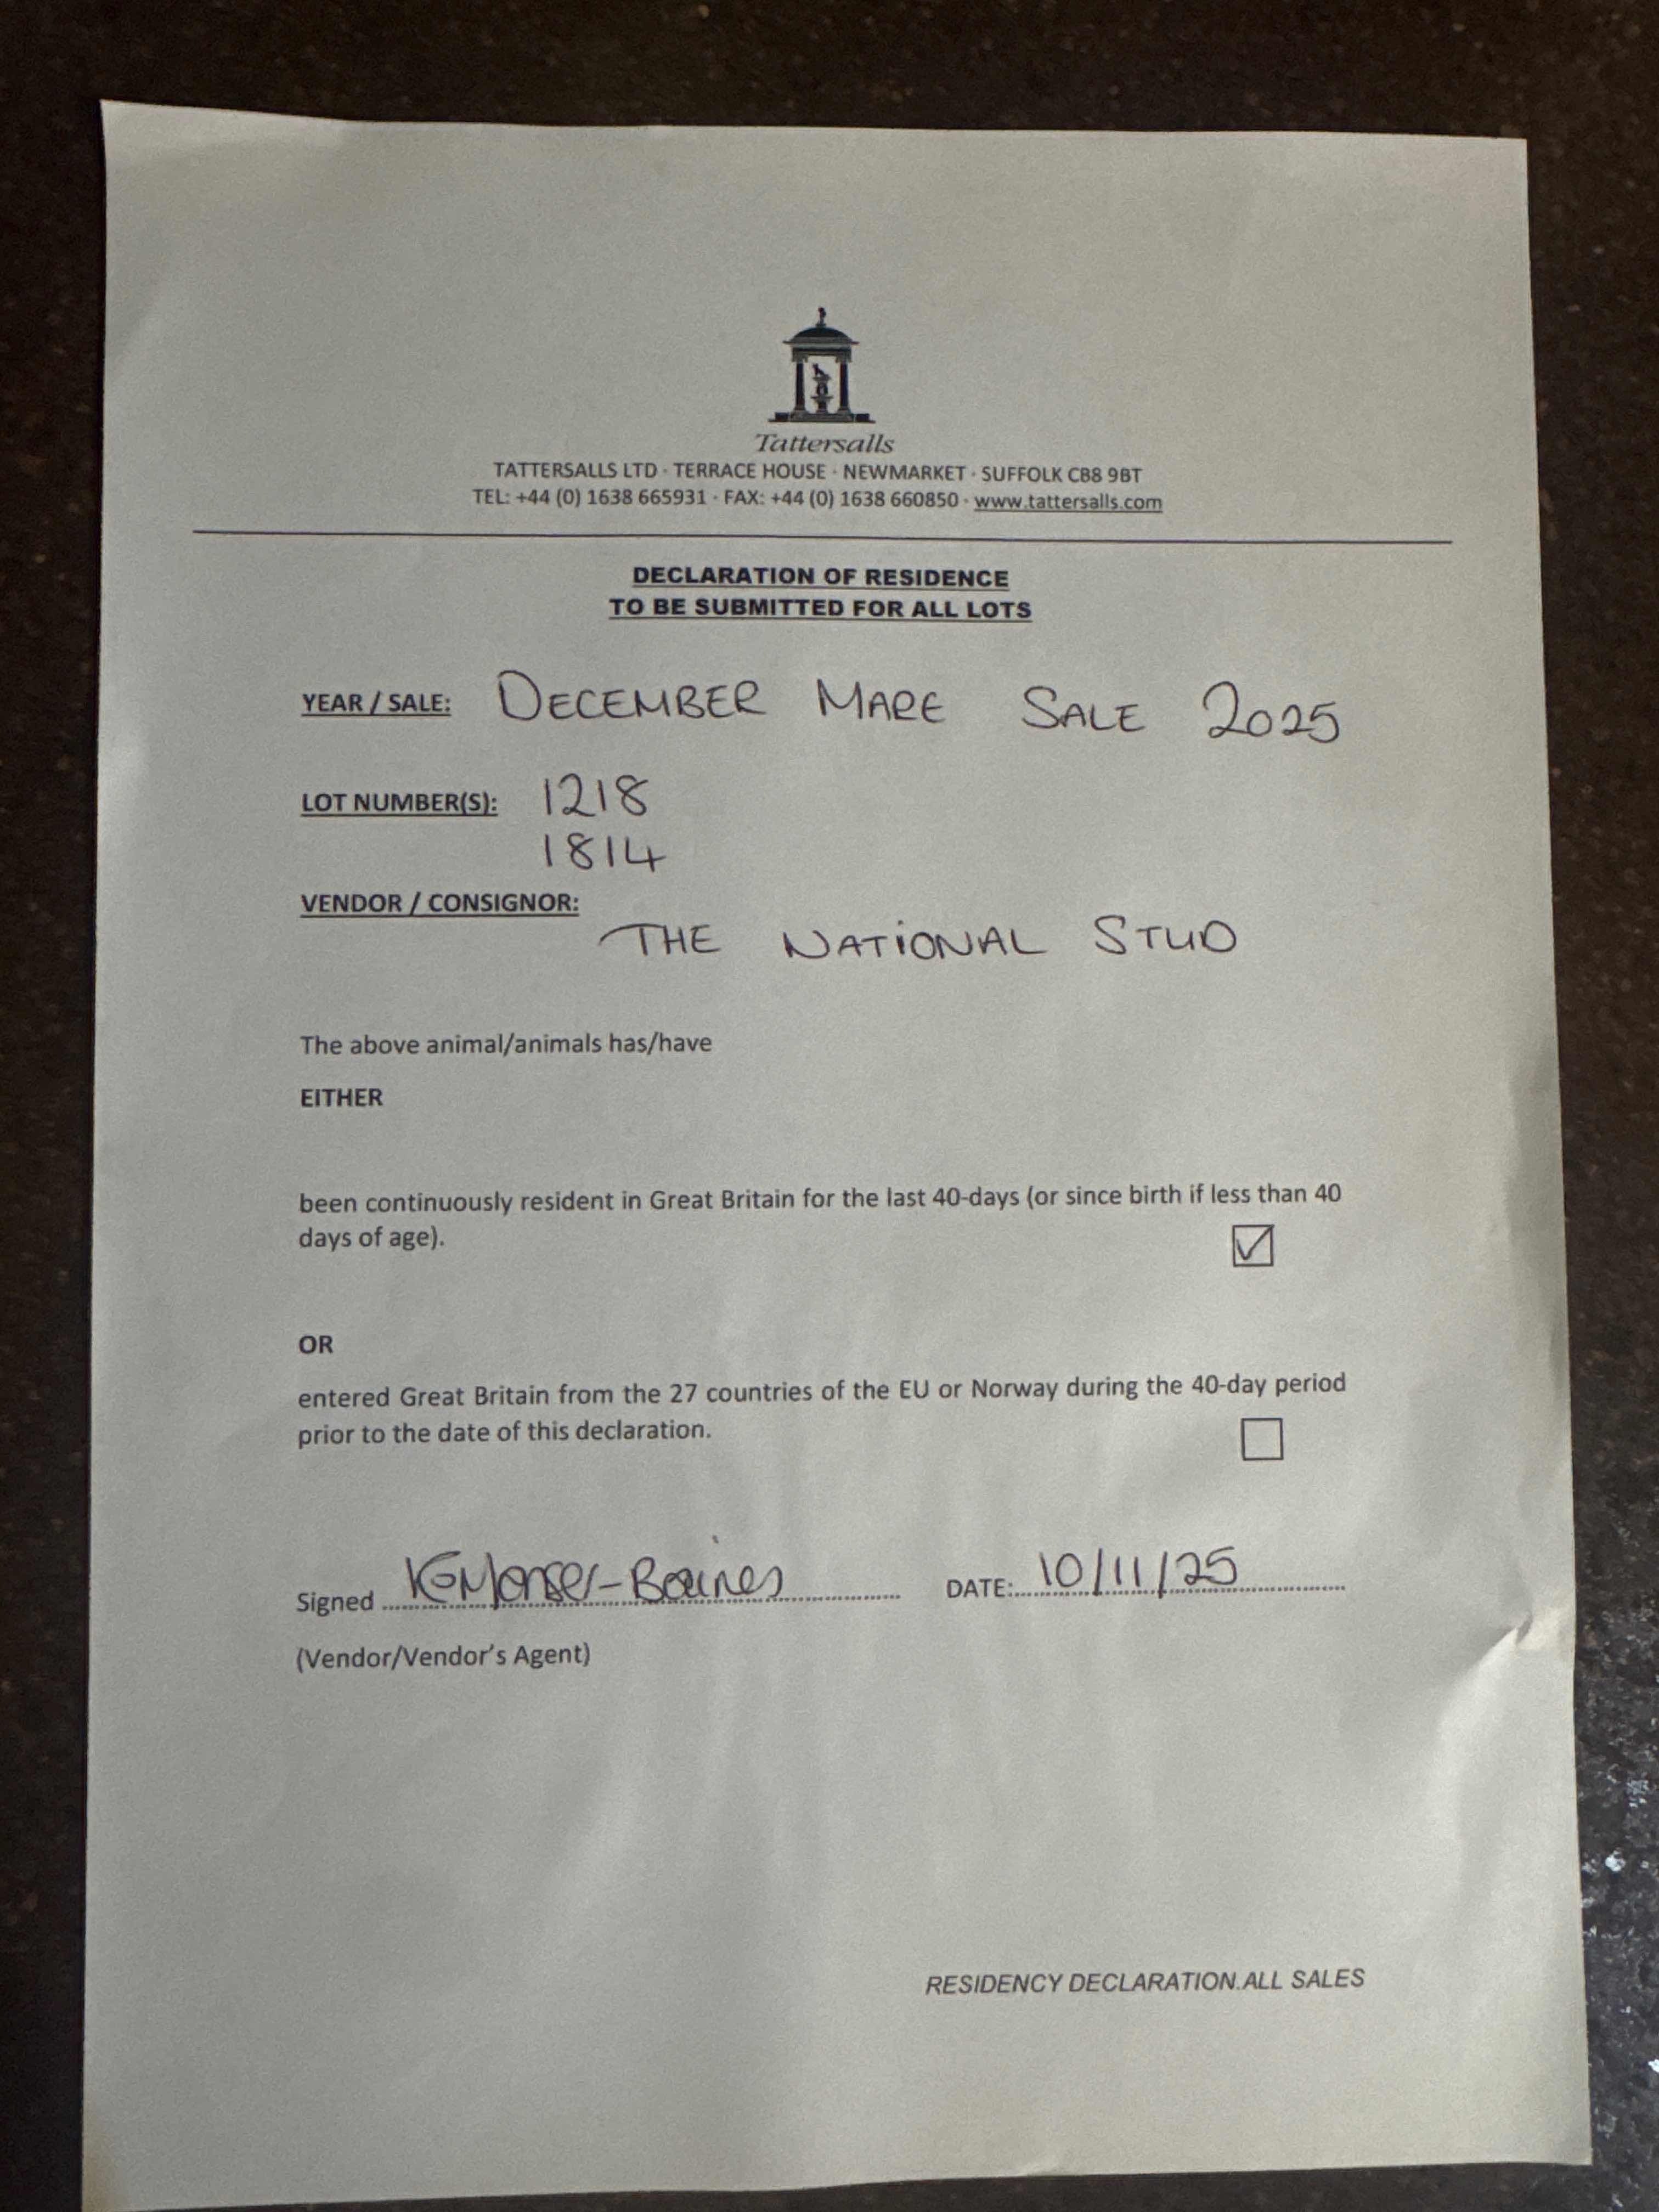 Tattersalls
TATTERSALLS LTD · TERRACE HOUSE · NEWMARKET · SUFFOLK CB8 9BT
TEL: +44 (0) 1638 665931 · FAX: +44 (0) 1638 660850 · www.tattersalls.com
DECLARATION OF RESIDENCE
TO BE SUBMITTED FOR ALL LOTS
YEAR / SALE: DECEMBER MARE SALE 2025
LOT NUMBER(S): 1218
1814
VENDOR / CONSIGNOR:
THE NATIONAL STUD
The above animal/animals has/have
EITHER
been continuously resident in Great Britain for the last 40-days (or since birth if less than 40
days of age).
OR
entered Great Britain from the 27 countries of the EU or Norway during the 40-day period
prior to the date of this declaration.
Signed -Baines DATE: 10/11/25
(Vendor/Vendor's Agent)
RESIDENCY DECLARATION.ALL SALES